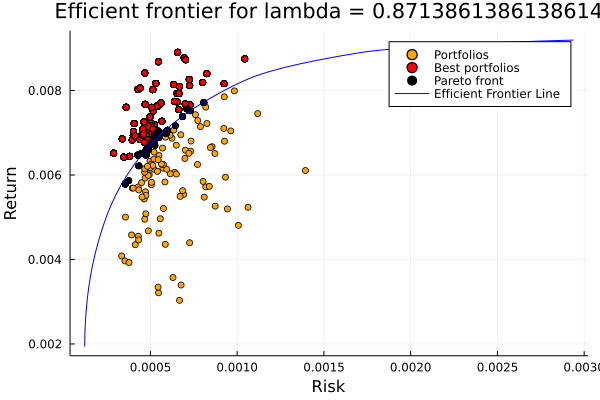 Efficient frontier for lambda = 0.8713861386138614
Portfolios
Best portfolios
Pareto front
Efficient Frontier Line
0.008
0.006
0.004
0.002
Return
0.0005
0.0010
0.0015
0.0020
0.0025
0.0030
Risk